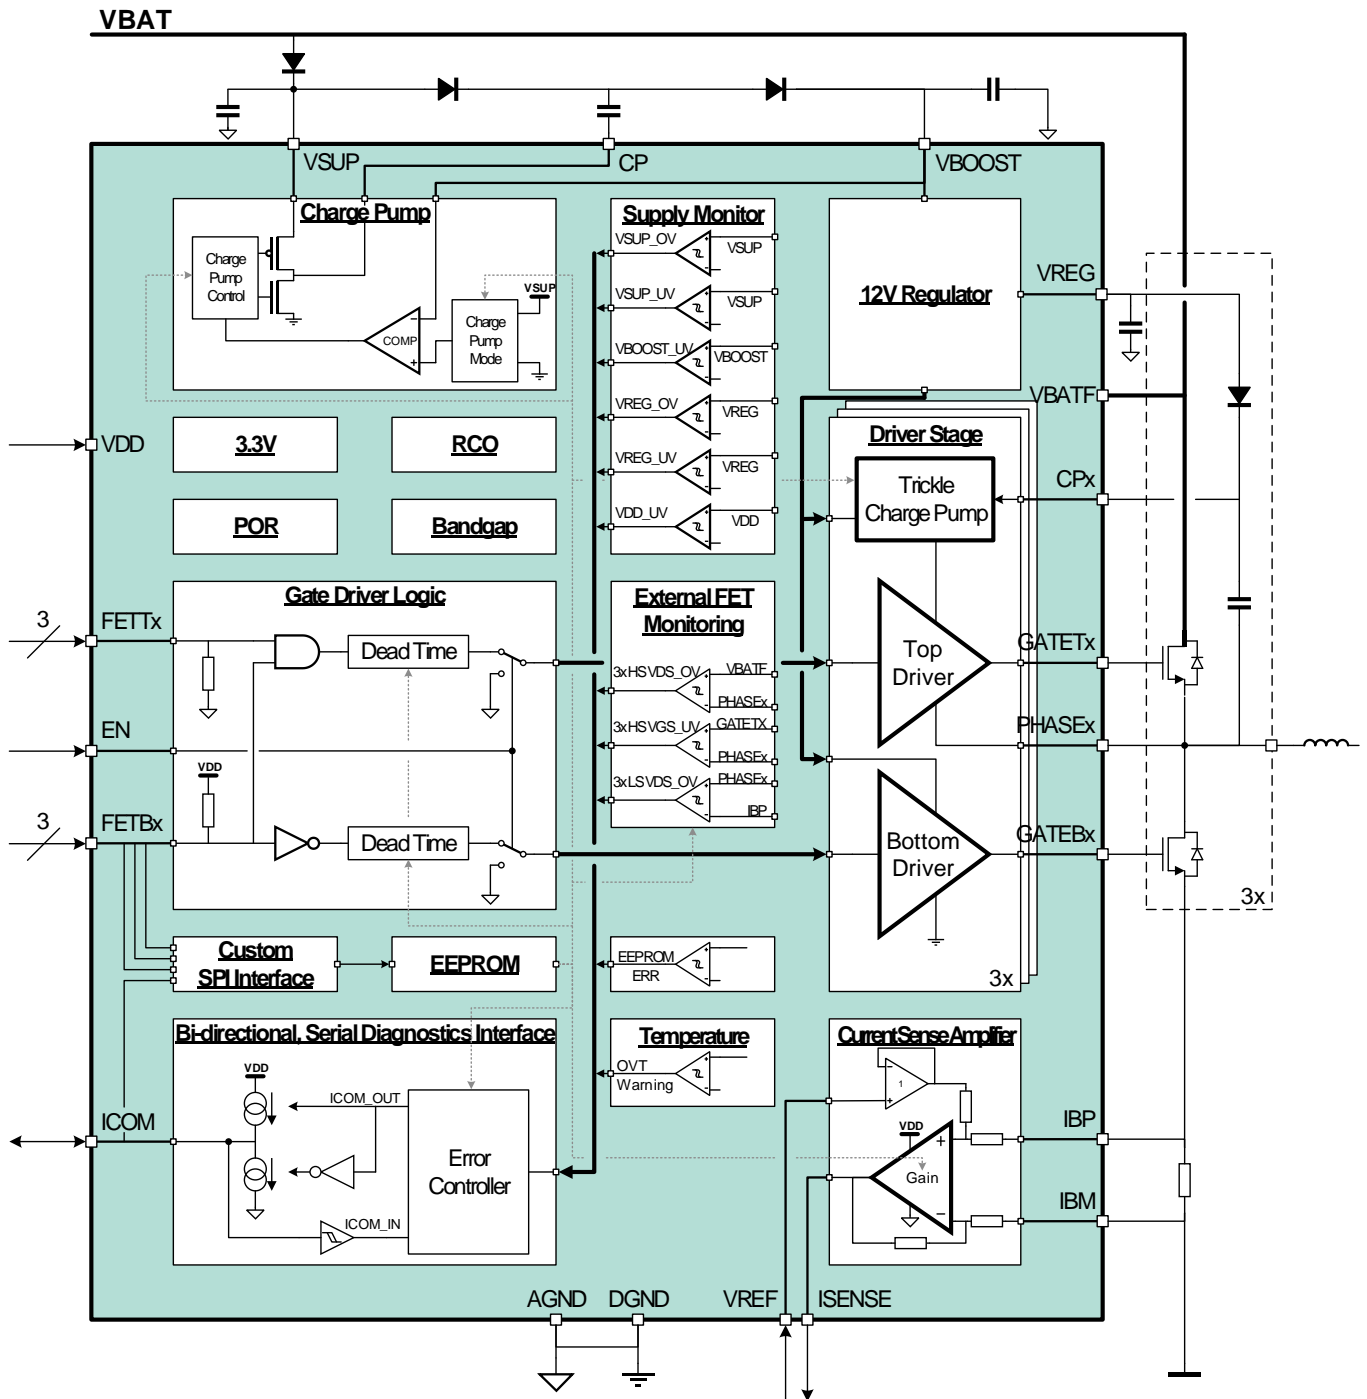 VBAT
VSUP
CP
VBOOST
Charge Pump
Charge
Pump
Control
COMP
VSUP
Charge
Pump
Mode
Supply Monitor
VSUP_OV
VSUP
VSUP_UV
VSUP
VBOOST_UV
VBOOST
VREG_OV
VREG
VREG_UV
VREG
VDD_UV
VDD
12V Regulator
VREG
VBATF
VDD
3.3V
RCO
POR
Bandgap
Driver Stage
Trickle
Charge Pump
CPx
Top
Driver
Bottom
Driver
3x
GATETx
PHASEx
GATEBx
3x
3
FETTx
EN
3
FETBx
Gate Driver Logic
Dead Time
VDD
Dead Time
External FET
Monitoring
3xHSVDS_OV
VBATF
PHASEx
3xHSVGS_UV
GATETX
PHASEx
3xLSVDS_OV
PHASEx
IBP
Custom
SPI Interface
EEPROM
EEPROM
ERR
Bi-directional, Serial Diagnostics Interface
VDD
ICOM_OUT
ICOM_IN
Error
Controller
ICOM
Temperature
OVT
Warning
Current Sense Amplifier
1
VDD
+
Gain
−
IBP
IBM
AGND
DGND
VREF
ISENSE